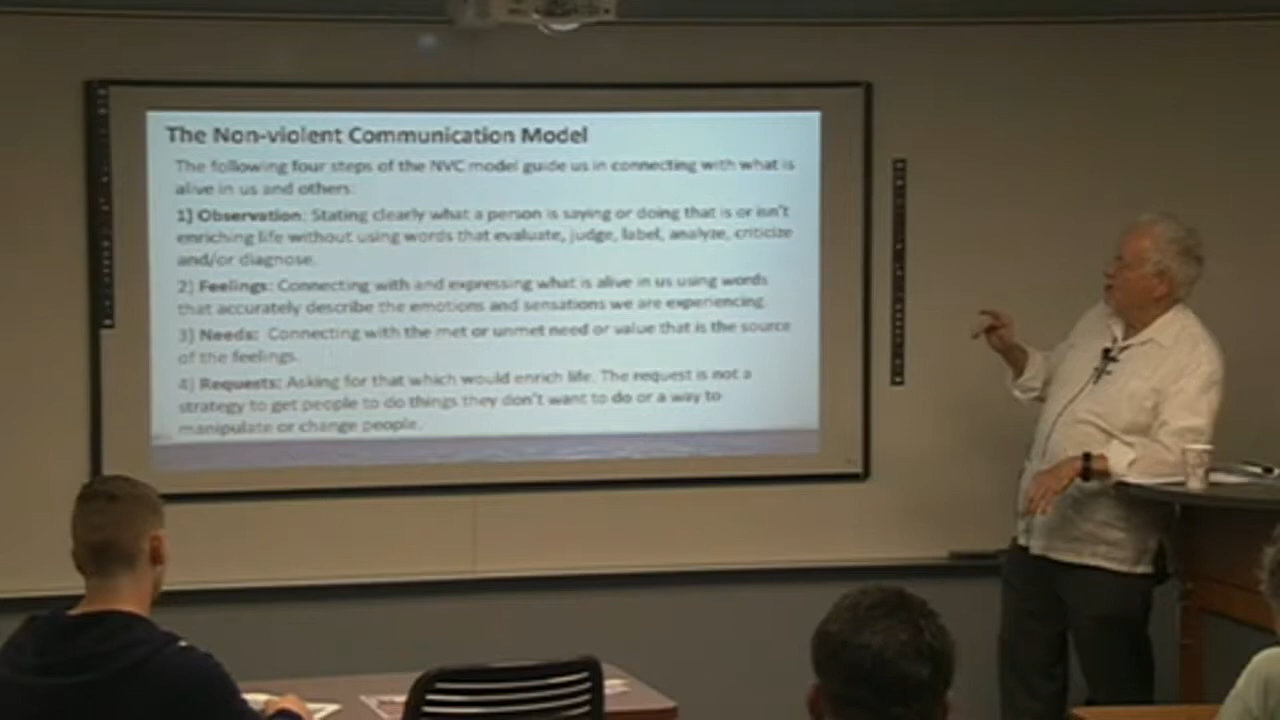 The Non-violent Communication Model
The following four steps of the NVC model guide us in connecting with what is
alive in us and others:
1) Observation: Stating clearly what a person is saying or doing that is or isn't
enriching life without using words that evaluate, judge, label, analyze, criticize
and/or diagnose.
2) Feelings: Connecting with and expressing what is alive in us using words
that accurately describe the emotions and sensations we are experiencing.
3) Needs: Connecting with the met or unmet need or value that is the source
of the feelings.
4) Requests: Asking for that which would enrich life. The request is not a
strategy to get people to do things they don't want to do or a way to
manipulate or change people.